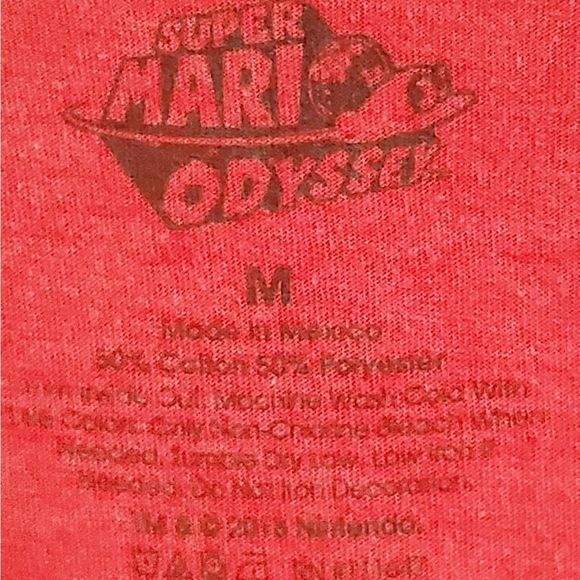 SUPER
MARIO
ODYSSEY
M
Made in Mexico
50% Cotton 50% Polyester
Turn Inside Out. Machine Wash Cold With
Like Colors. Only Non-Chlorine Bleach When
Needed. Tumble Dry Low. Low Iron If
Needed. Do Not Iron Decoration.
TM & © 2018 Nintendo.